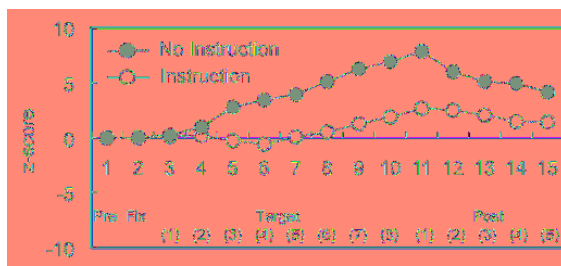 10
No Instruction
Instruction
5
z-score
0
1 2 3 4 5 6 7 8 9 10 11 12 13 14 15
-5
Pre Fix Target Post
(1) (2) (3) (4) (5) (6) (7) (8) (1) (2) (3) (4) (5)
-10